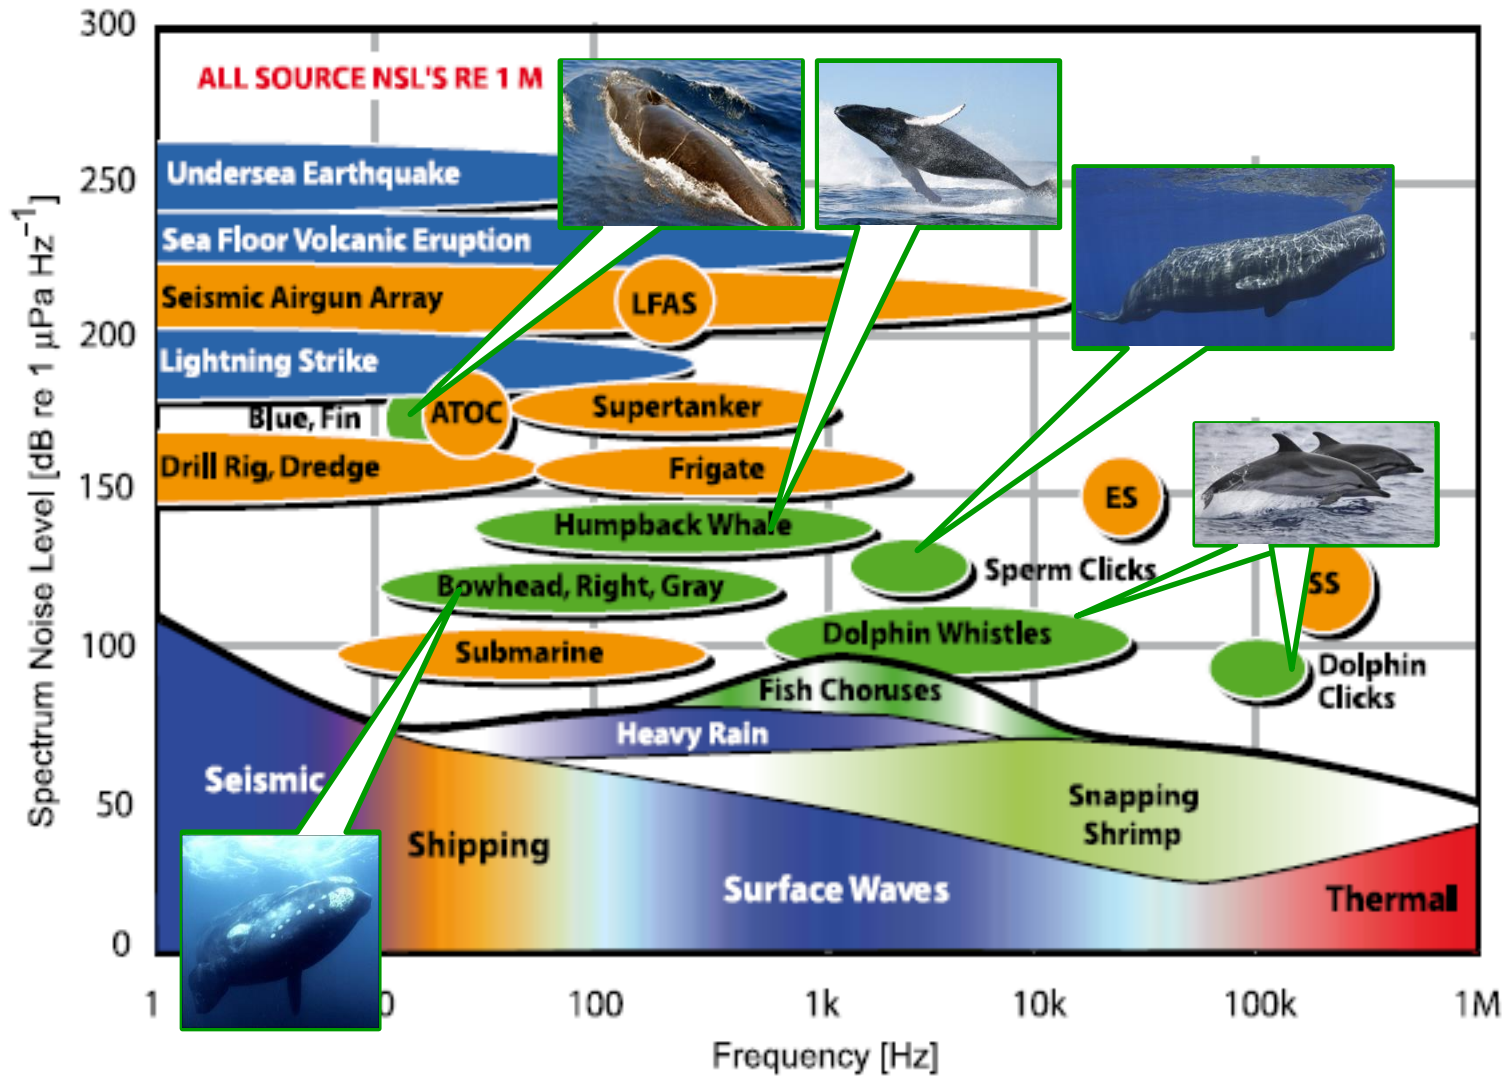 300
ALL SOURCE NSL'S RE 1 M
Undersea Earthquake
250
Sea Floor Volcanic Eruption
Seismic Airgun Array
LFAS
200
Lightning Strike
Blue, Fin
ATOC
Supertanker
Drill Rig, Dredge
Frigate
150
ES
Humpback Whale
Sperm Clicks
Bowhead, Right, Gray
SS
100
Submarine
Dolphin Whistles
Dolphin
Clicks
Fish Choruses
Heavy Rain
Seismic
50
Snapping
Shrimp
Shipping
Surface Waves
Thermal
0
1
0
100
1k
10k
100k
1M
Frequency [Hz]
Spectrum Noise Level [dB re 1 µPa Hz⁻¹]